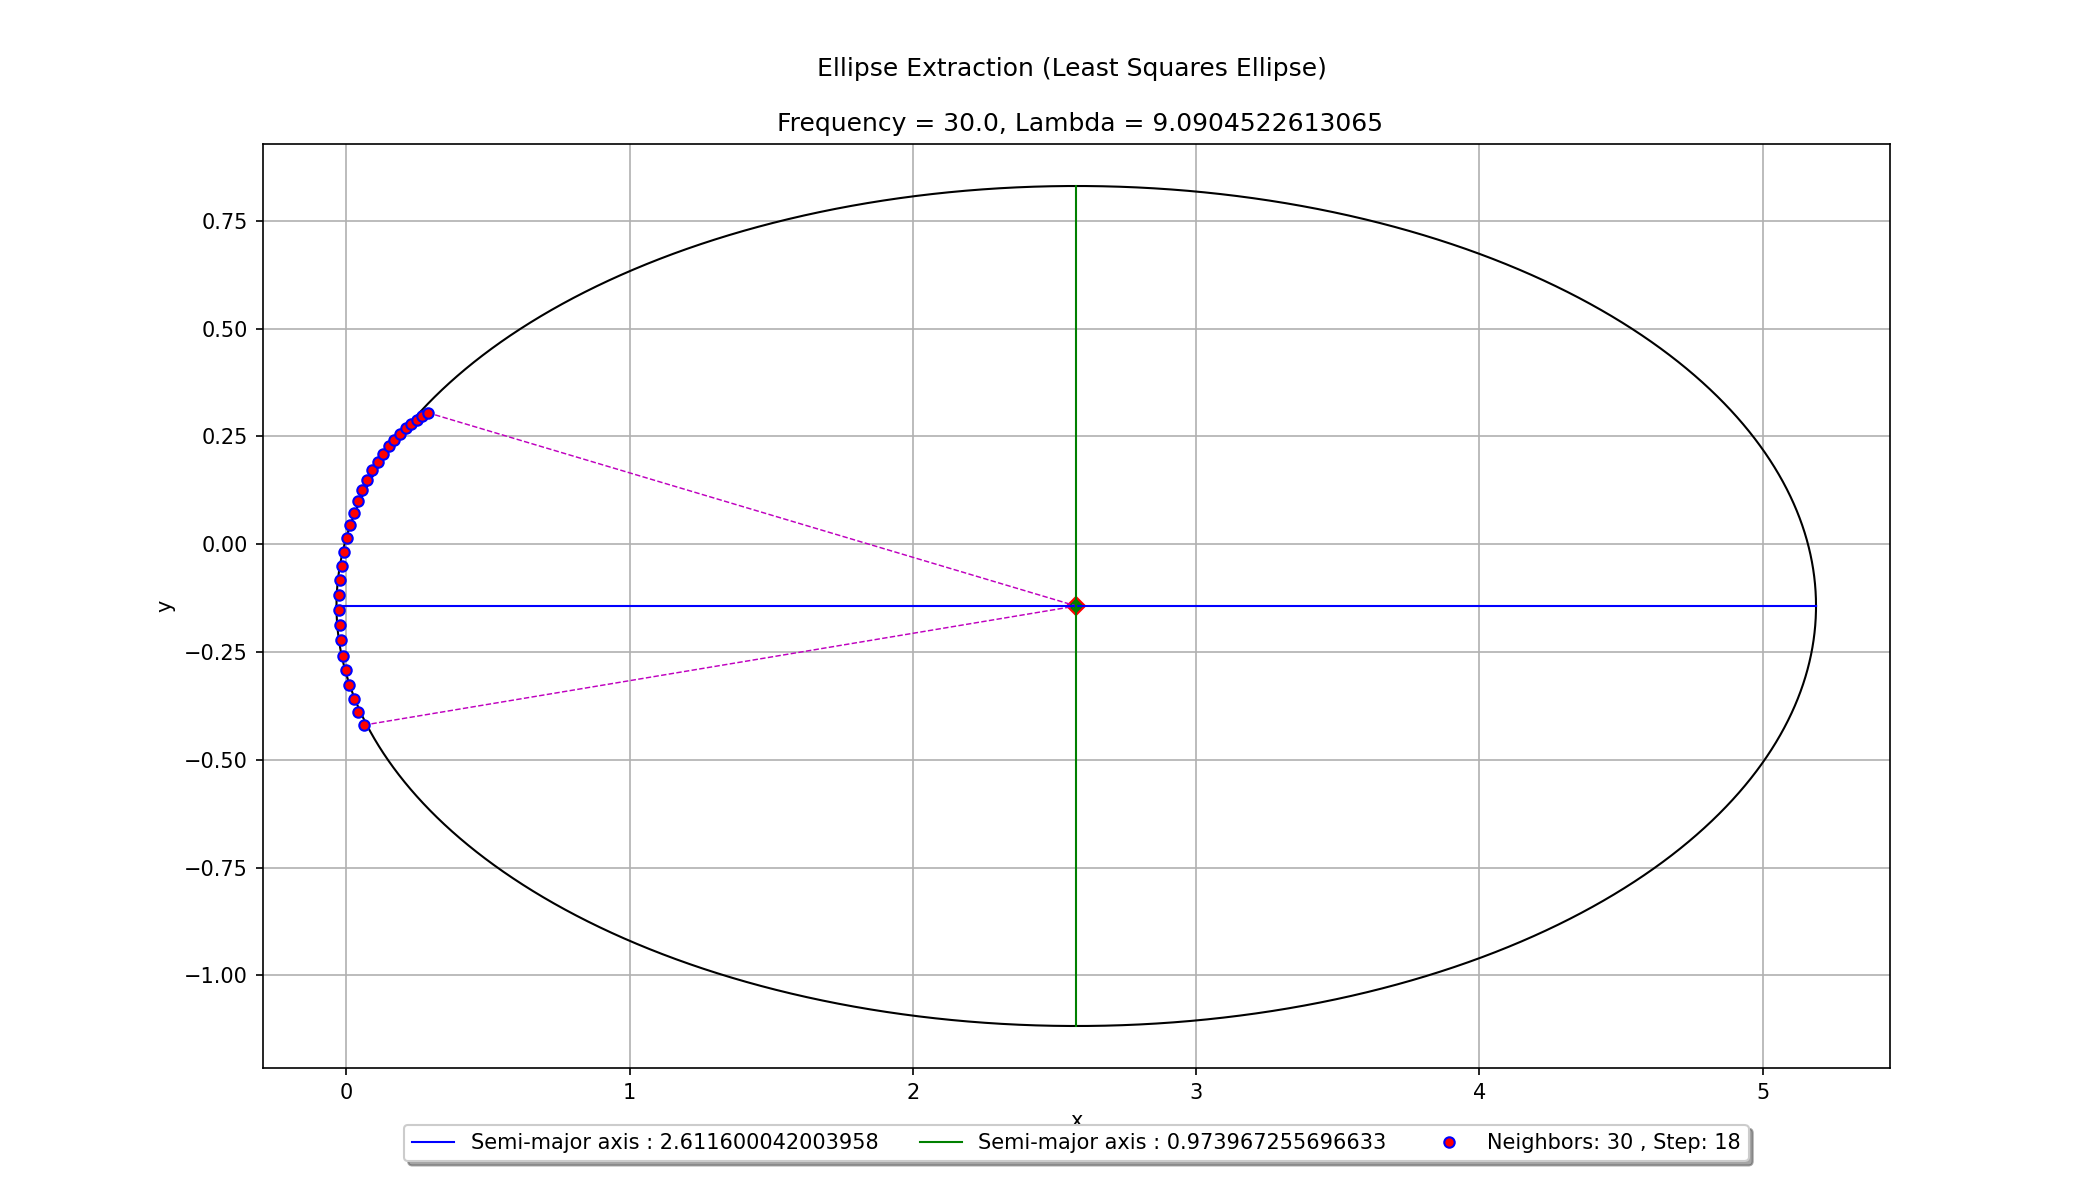 Ellipse Extraction (Least Squares Ellipse)
Frequency = 30.0, Lambda = 9.0904522613065
0.75
0.50
0.25
0.00
−0.25
−0.50
−0.75
−1.00
y
0 1 2 3 4 5
x
Semi-major axis : 2.611600042003958 Semi-major axis : 0.973967255696633 Neighbors: 30 , Step: 18